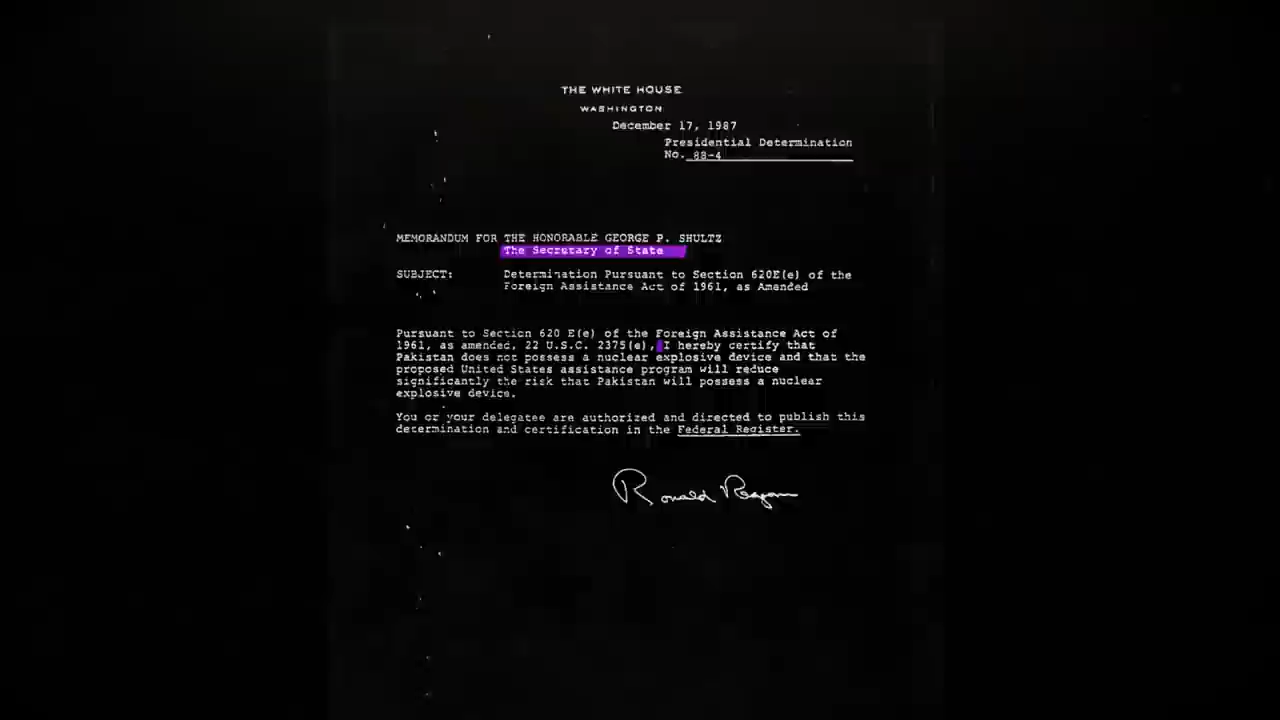 THE WHITE HOUSE
WASHINGTON
December 17, 1987
Presidential Determination
No. 88-4
MEMORANDUM FOR THE HONORABLE GEORGE P. SHULTZ
The Secretary of State
SUBJECT: Determination Pursuant to Section 620E(e) of the
Foreign Assistance Act of 1961, as Amended
Pursuant to Section 620 E(e) of the Foreign Assistance Act of
1961, as amended, 22 U.S.C. 2375(e), I hereby certify that
Pakistan does not possess a nuclear explosive device and that the
proposed United States assistance program will reduce
significantly the risk that Pakistan will possess a nuclear
explosive device.
You or your delegatee are authorized and directed to publish this
determination and certification in the Federal Register.
Ronald Reagan